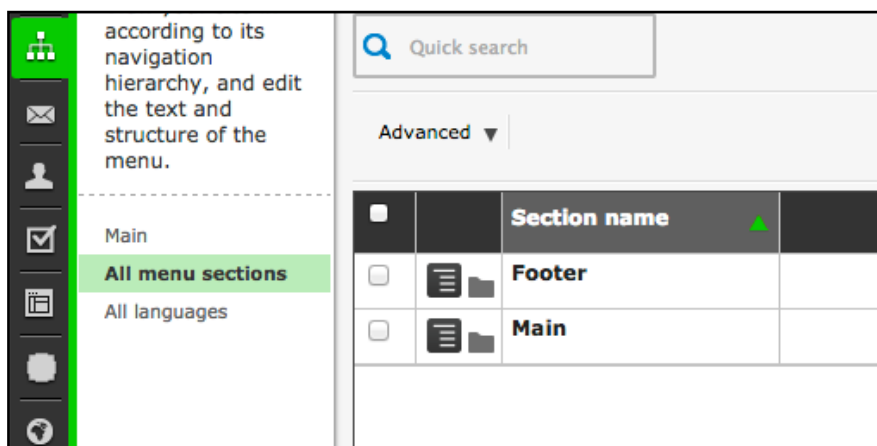 according to its
navigation
hierarchy, and edit
the text and
structure of the
menu.
Main
All menu sections
All languages
Quick search
Advanced ▼
Section name
Footer
Main